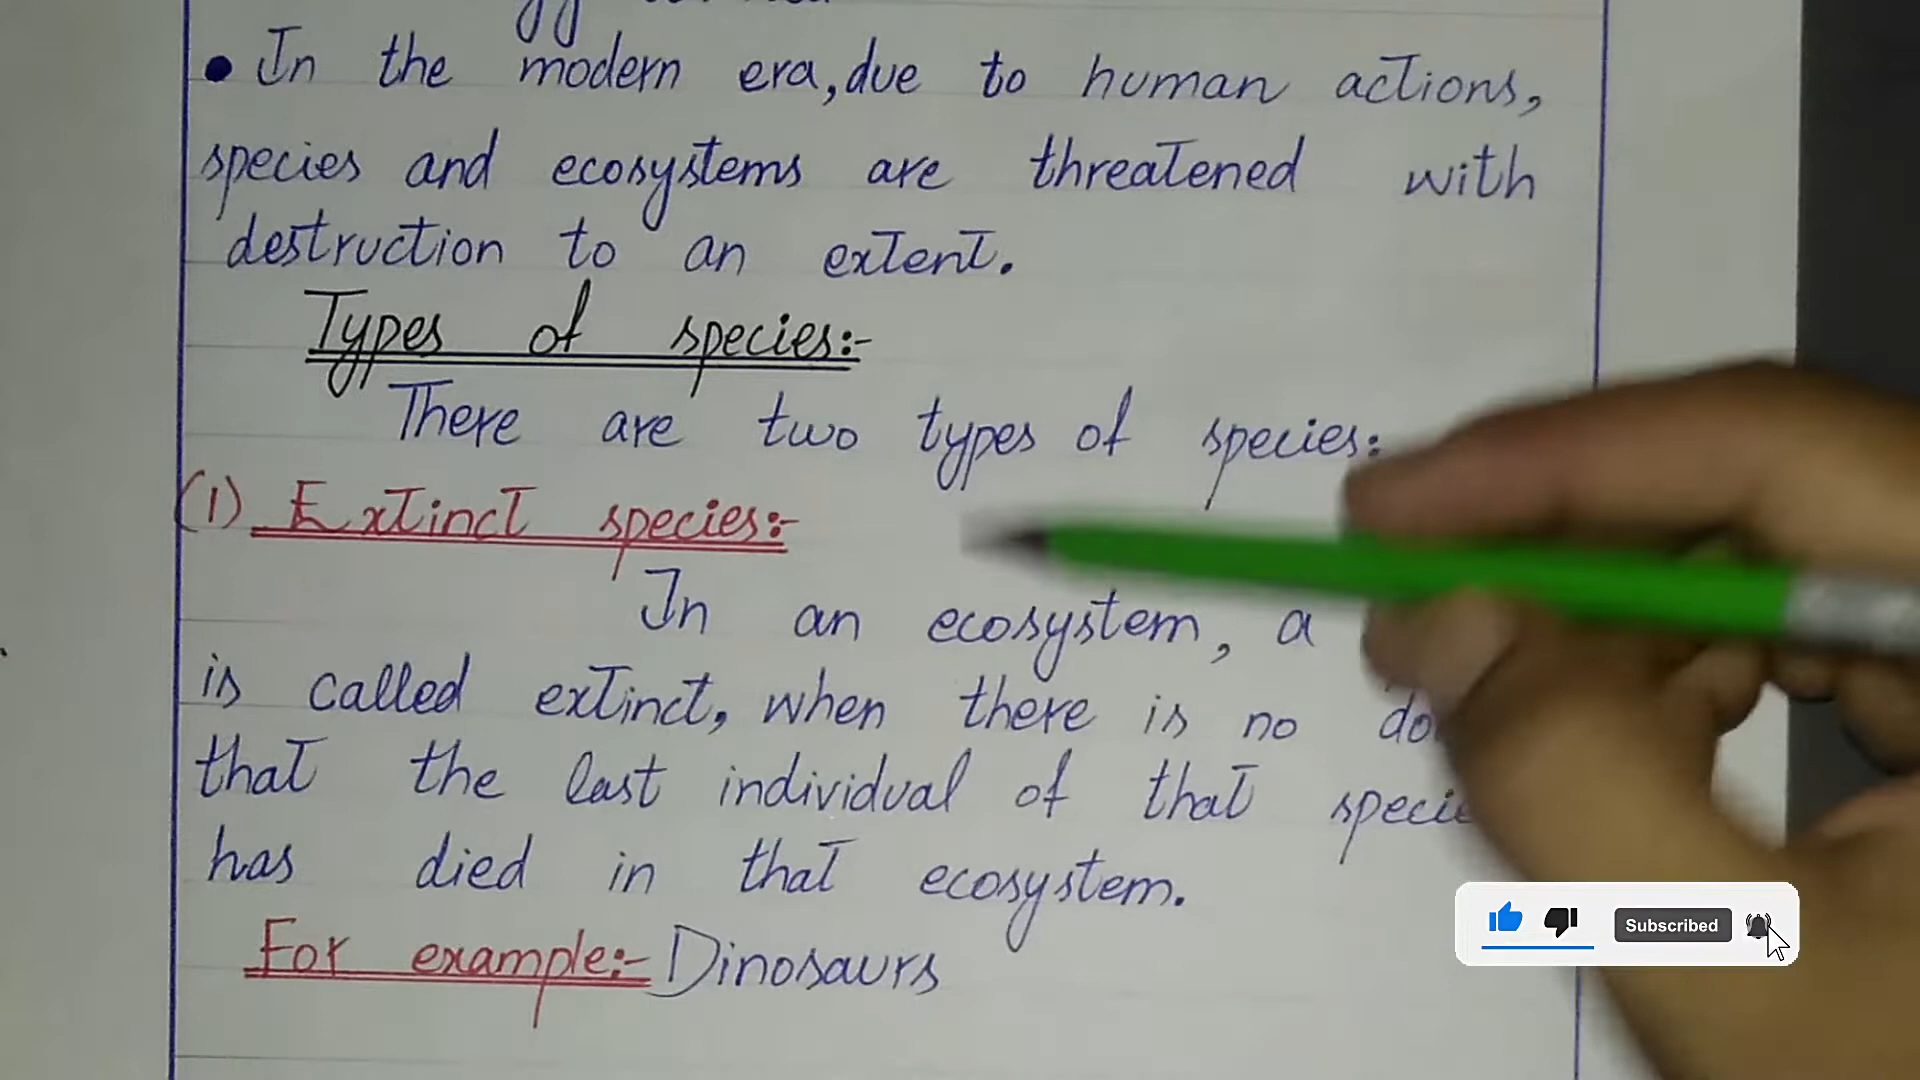 • In the modern era, due to human actions,
species and ecosystems are threatened with
destruction to an extent.
Types of species:-
There are two types of species:
(1) Extinct species:-
In an ecosystem, a
is called extinct, when there is no
that the last individual of that
has died in that ecosystem.
For example:- Dinosaurs
Subscribed